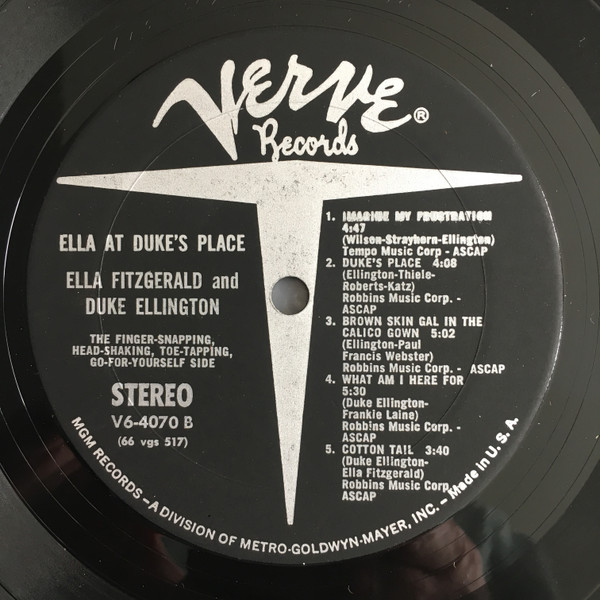 VERVE®
Records
ELLA AT DUKE'S PLACE
ELLA FITZGERALD and
DUKE ELLINGTON
THE FINGER-SNAPPING,
HEAD-SHAKING, TOE-TAPPING,
GO-FOR-YOURSELF SIDE
STEREO
V6-4070 B
(66 vgs 517)
1. IMAGINE MY FRUSTRATION
4:47
(Wilson-Strayhorn-Ellington)
Tempo Music Corp - ASCAP
2. DUKE'S PLACE 4:08
(Ellington-Thiele-
Roberts-Katz)
Robbins Music Corp. -
ASCAP
3. BROWN SKIN GAL IN THE
CALICO GOWN 5:02
(Ellington-Paul
Francis Webster)
Robbins Music Corp. - ASCAP
4. WHAT AM I HERE FOR
5:30
(Duke Ellington-
Frankie Laine)
Robbins Music Corp. -
ASCAP
5. COTTON TAIL 3:40
(Duke Ellington-
Ella Fitzgerald)
Robbins Music Corp.
ASCAP
MGM RECORDS – A DIVISION OF METRO-GOLDWYN-MAYER, INC. – Made in U. S. A.